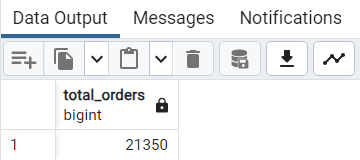 Data Output Messages Notifications
total_orders
bigint
1 21350